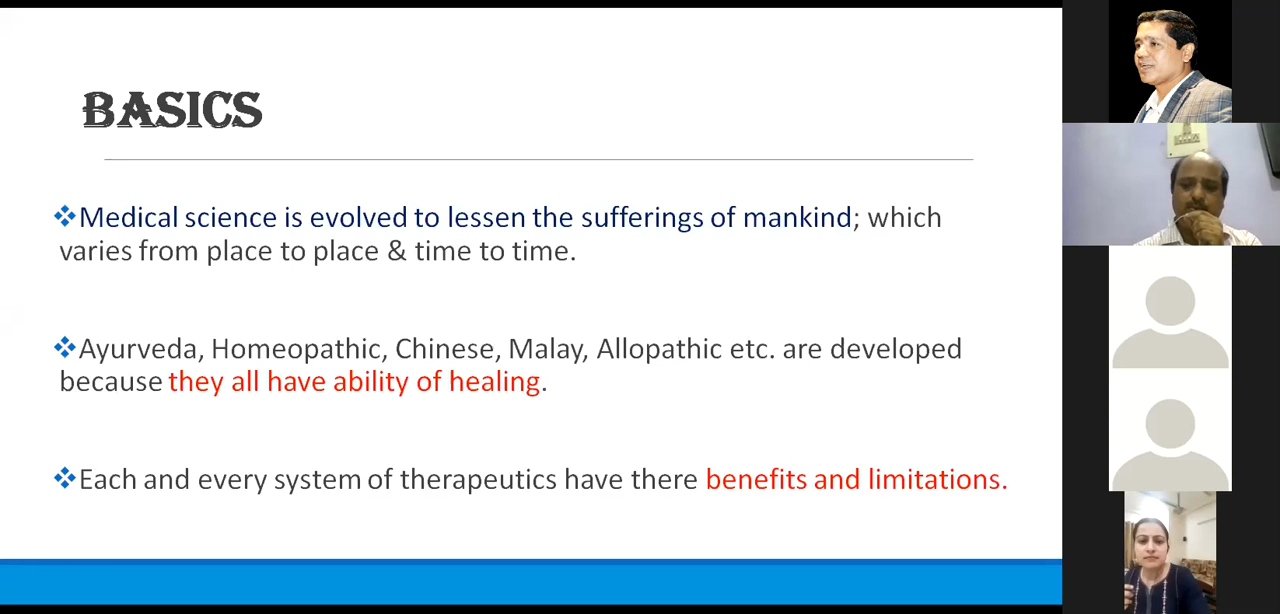 BASICS
❖Medical science is evolved to lessen the sufferings of mankind; which
varies from place to place & time to time.
❖Ayurveda, Homeopathic, Chinese, Malay, Allopathic etc. are developed
because they all have ability of healing.
❖Each and every system of therapeutics have there benefits and limitations.